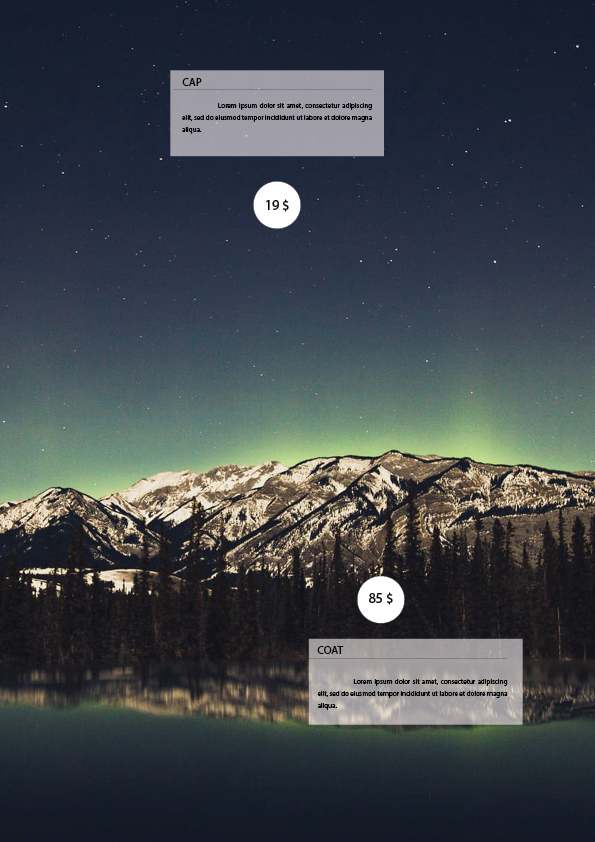 CAP
Lorem ipsum dolor sit amet, consectetur adipiscing
elit, sed do eiusmod tempor incididunt ut labore et dolore magna
aliqua.
19 $
85 $
COAT
Lorem ipsum dolor sit amet, consectetur adipiscing
elit, sed do eiusmod tempor incididunt ut labore et dolore magna
aliqua.